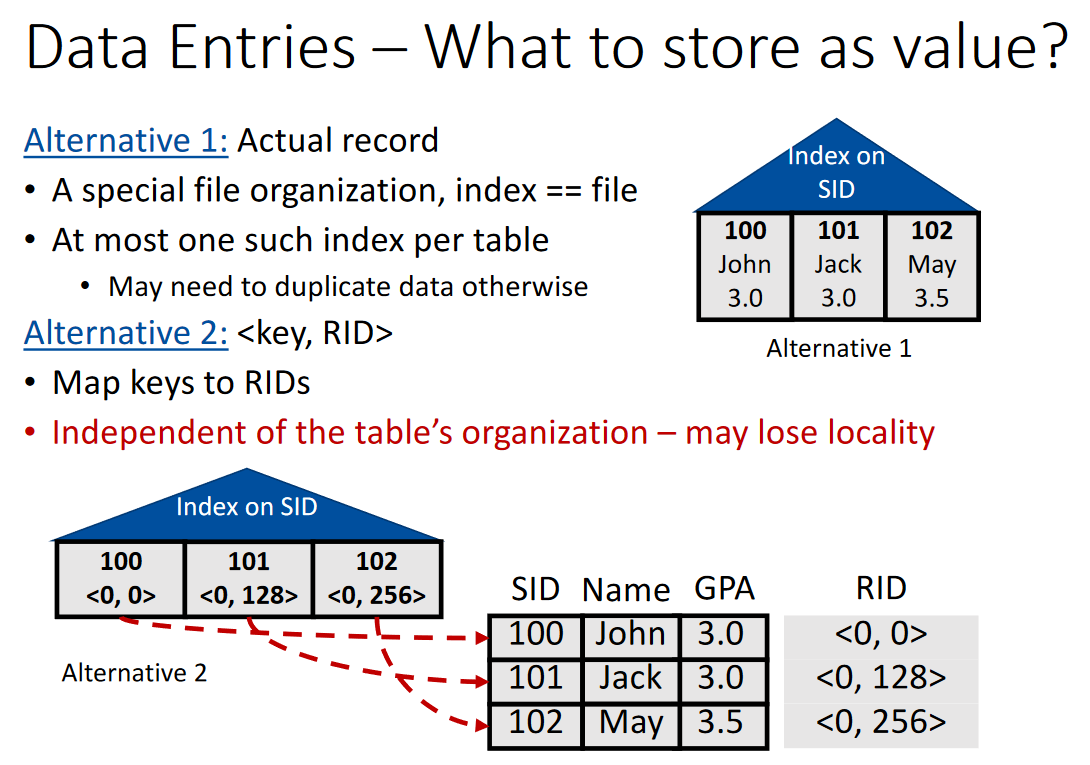 Data Entries – What to store as value?
Alternative 1: Actual record
• A special file organization, index == file
• At most one such index per table
• May need to duplicate data otherwise
Alternative 2: <key, RID>
• Map keys to RIDs
• Independent of the table's organization – may lose locality
Index on
SID
100 101 102
John Jack May
3.0 3.0 3.5
Alternative 1
Index on SID
100 101 102
<0, 0> <0, 128> <0, 256>
Alternative 2
SID Name GPA RID
100 John 3.0 <0, 0>
101 Jack 3.0 <0, 128>
102 May 3.5 <0, 256>